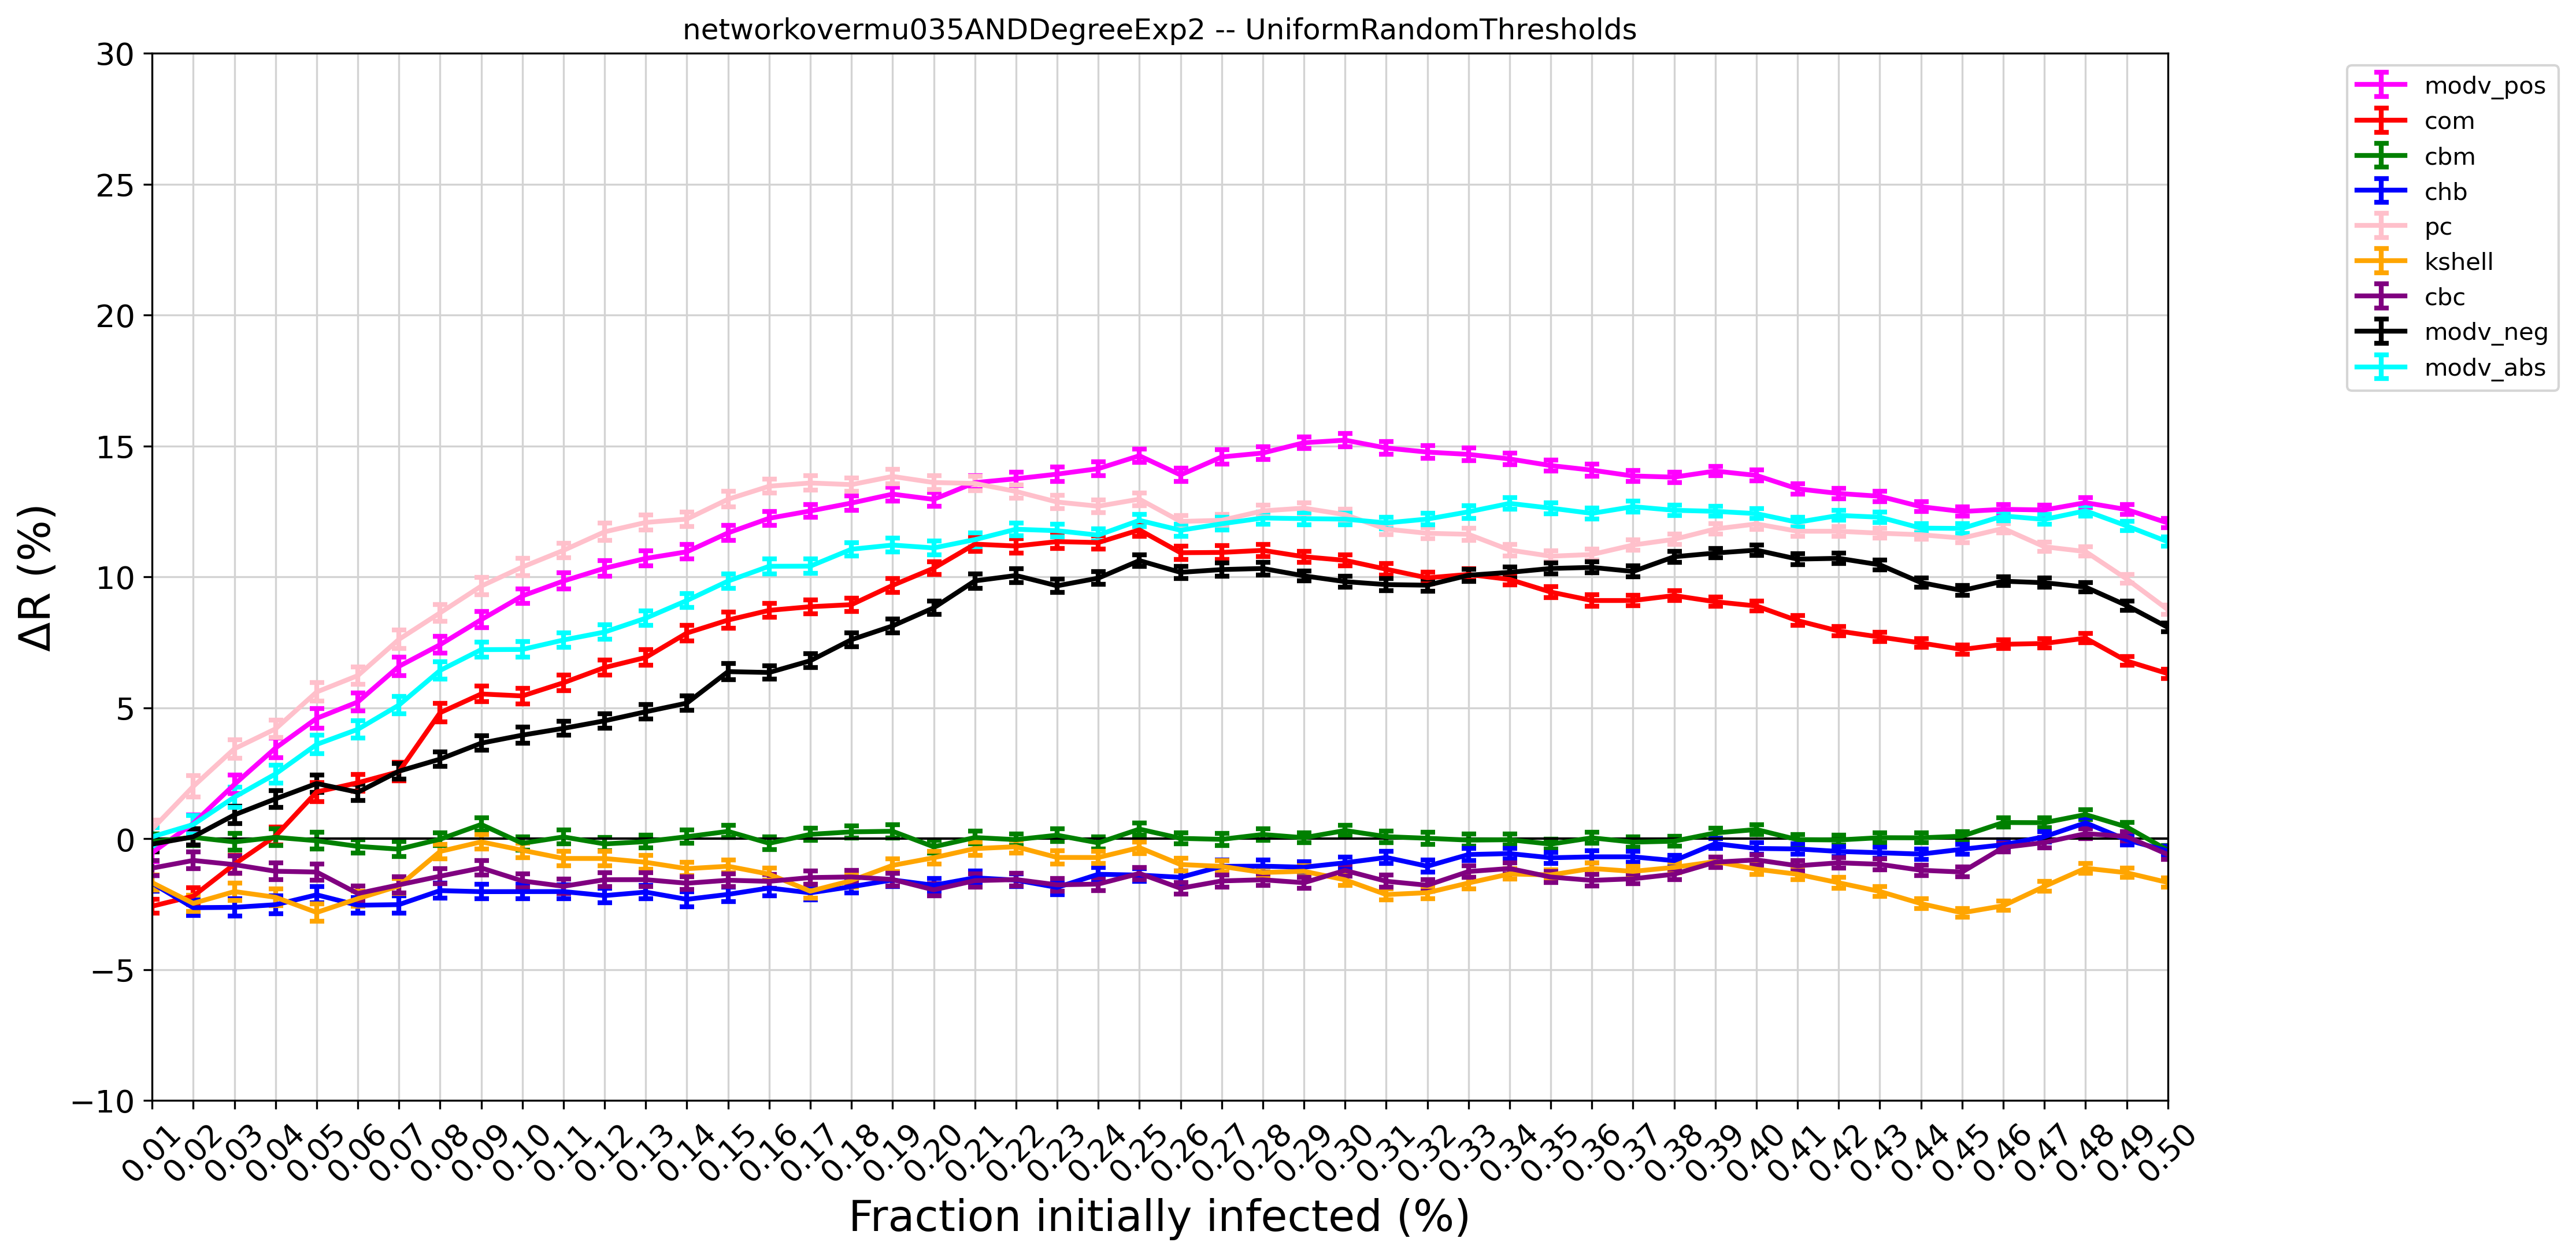 networkovermu035ANDDegreeExp2 -- UniformRandomThresholds
30
25
20
15
10
5
0
−5
−10
ΔR (%)
0.01 0.02 0.03 0.04 0.05 0.06 0.07 0.08 0.09 0.10 0.11 0.12 0.13 0.14 0.15 0.16 0.17 0.18 0.19 0.20 0.21 0.22 0.23 0.24 0.25 0.26 0.27 0.28 0.29 0.30 0.31 0.32 0.33 0.34 0.35 0.36 0.37 0.38 0.39 0.40 0.41 0.42 0.43 0.44 0.45 0.46 0.47 0.48 0.49 0.50
Fraction initially infected (%)
modv_pos
com
cbm
chb
pc
kshell
cbc
modv_neg
modv_abs